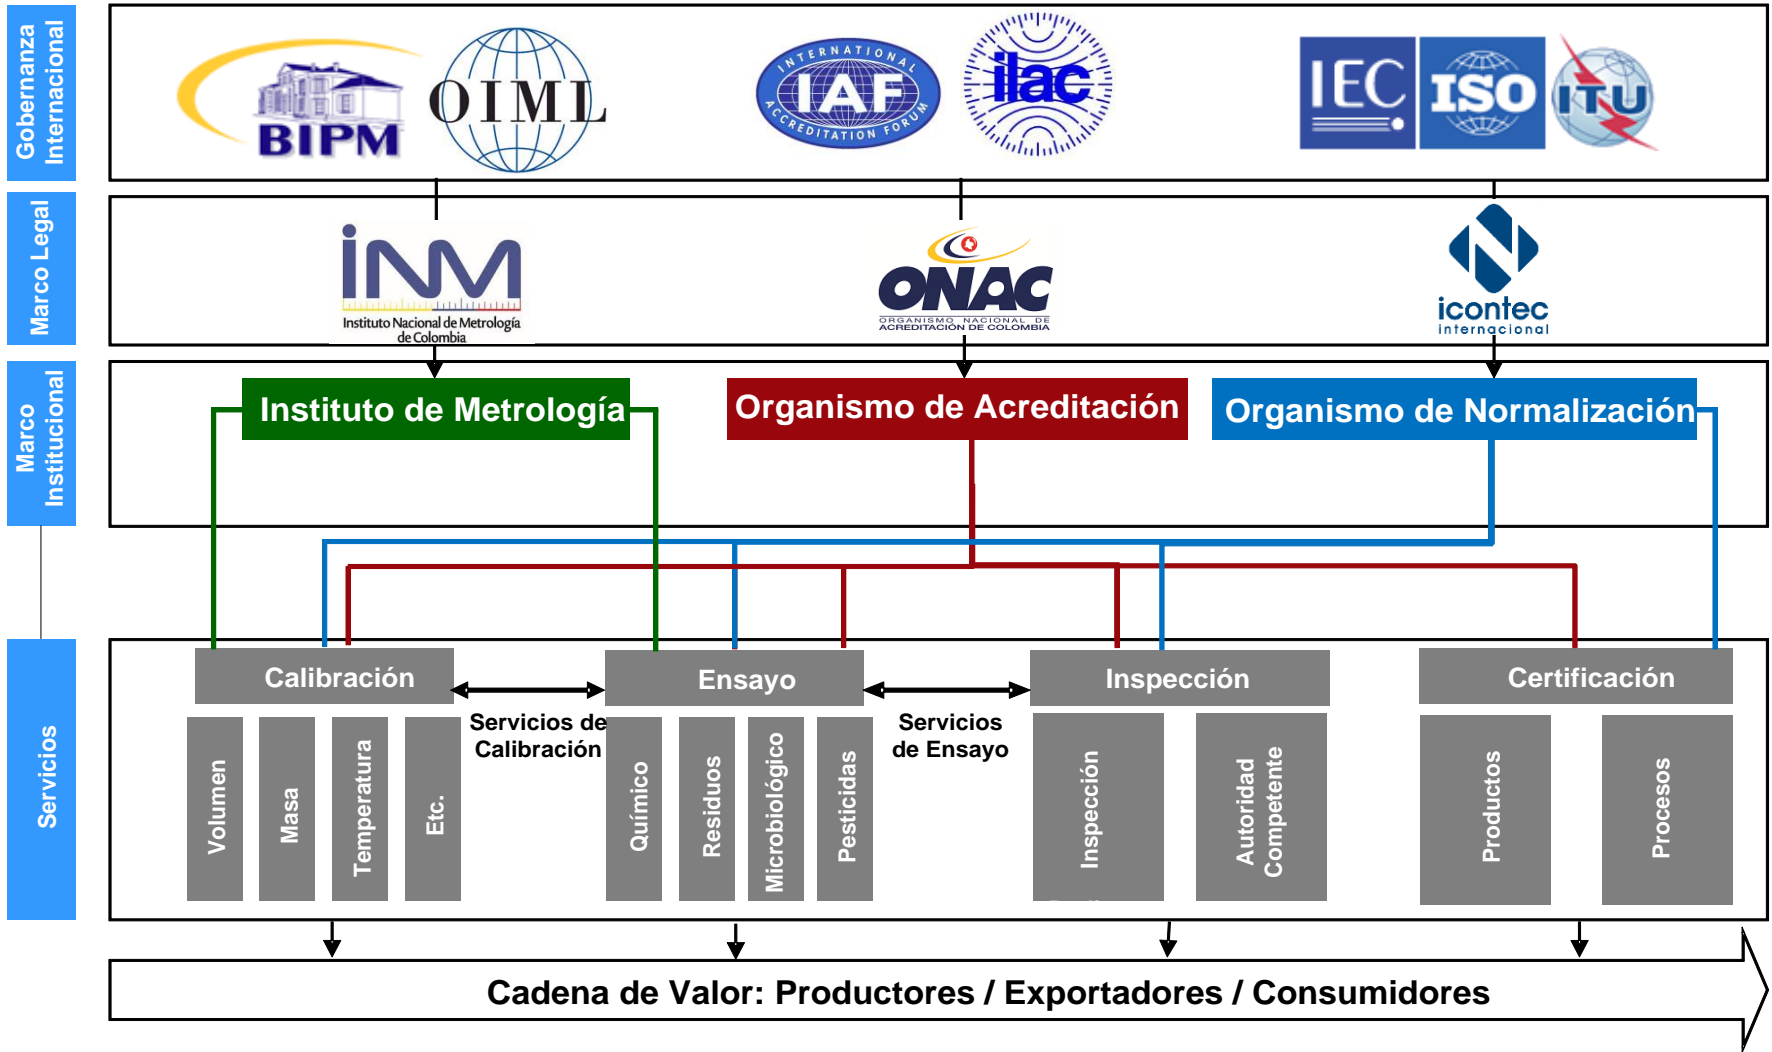 Gobernanza
Internacional
BIPM
OIML
INTERNATIONAL
IAF
ACCREDITATION FORUM
ilac
IEC
ISO
ITU
Marco Legal
INM
Instituto Nacional de Metrología
de Colombia
ONAC
ORGANISMO NACIONAL DE
ACREDITACIÓN DE COLOMBIA
icontec
internacional
Marco
Institucional
Instituto de Metrología
Organismo de Acreditación
Organismo de Normalización
Servicios
Calibración
Ensayo
Inspección
Certificación
Servicios de
Calibración
Servicios
de Ensayo
Volumen
Masa
Temperatura
Etc.
Químico
Residuos
Microbiológico
Pesticidas
Inspección
Autoridad
Competente
Productos
Procesos
Cadena de Valor: Productores / Exportadores / Consumidores